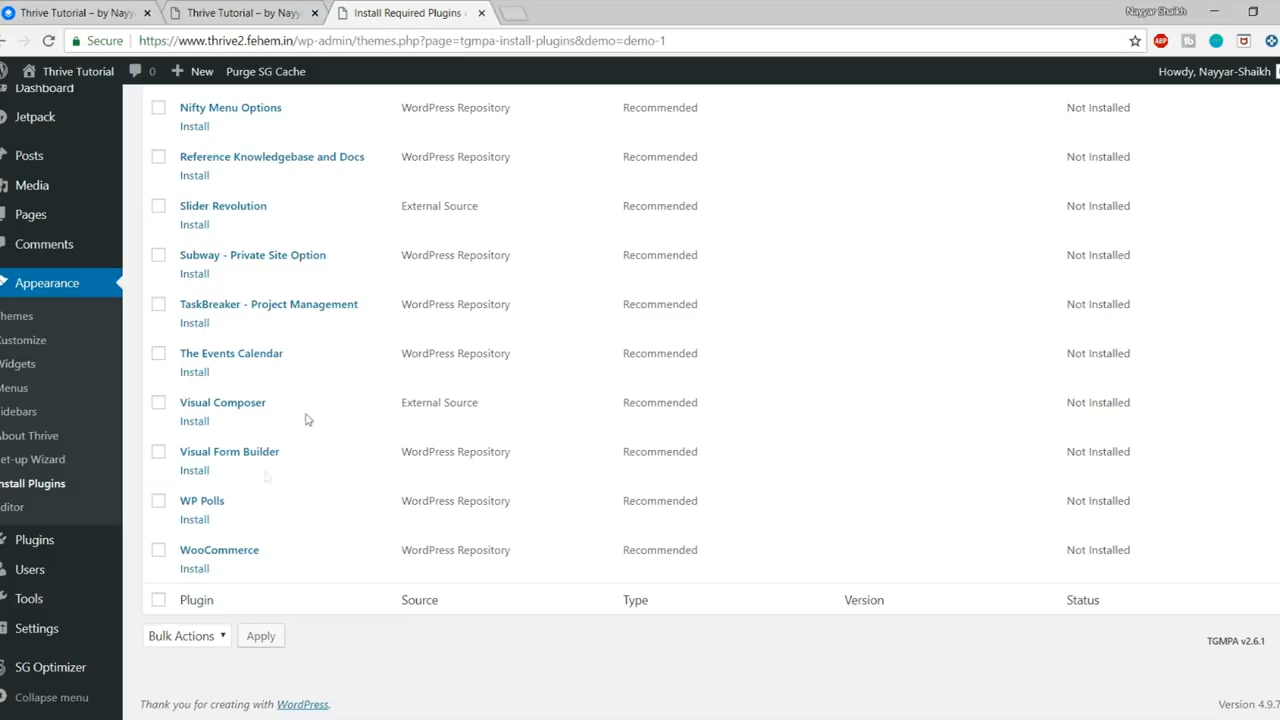 Thrive Tutorial – by Nayy
Thrive Tutorial – by Nayy
Install Required Plugins
Nayyar Shaikh
Secure https://www.thrive2.fehem.in/wp-admin/themes.php?page=tgmpa-install-plugins&demo=demo-1
ABP
Thrive Tutorial 0 New Purge SG Cache Howdy, Nayyar-Shaikh
Dashboard
Jetpack
Posts
Media
Pages
Comments
Appearance
hemes
ustomize
Widgets
Menus
idebars
bout Thrive
et-up Wizard
nstall Plugins
ditor
Plugins
Users
Tools
Settings
SG Optimizer
Collapse menu
Nifty Menu Options WordPress Repository Recommended Not Installed
Install
Reference Knowledgebase and Docs WordPress Repository Recommended Not Installed
Install
Slider Revolution External Source Recommended Not Installed
Install
Subway - Private Site Option WordPress Repository Recommended Not Installed
Install
TaskBreaker - Project Management WordPress Repository Recommended Not Installed
Install
The Events Calendar WordPress Repository Recommended Not Installed
Install
Visual Composer External Source Recommended Not Installed
Install
Visual Form Builder WordPress Repository Recommended Not Installed
Install
WP Polls WordPress Repository Recommended Not Installed
Install
WooCommerce WordPress Repository Recommended Not Installed
Install
Plugin Source Type Version Status
Bulk Actions Apply
TGMPA v2.6.1
Thank you for creating with WordPress.
Version 4.9.7